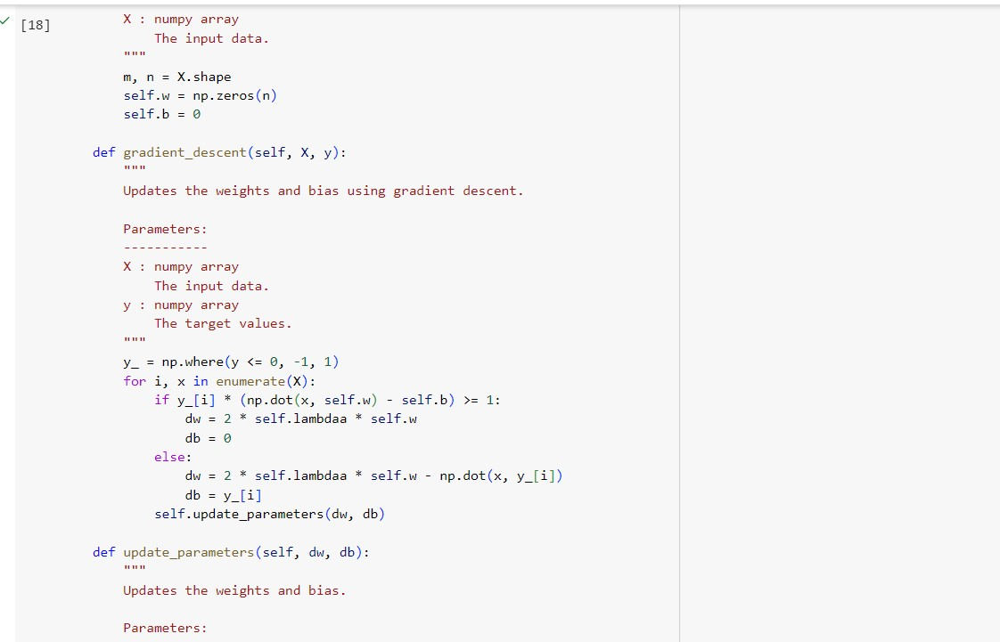 [18]
X : numpy array
    The input data.
"""
m, n = X.shape
self.w = np.zeros(n)
self.b = 0
def gradient_descent(self, X, y):
    """
    Updates the weights and bias using gradient descent.
    Parameters:
    -----------
    X : numpy array
        The input data.
    y : numpy array
        The target values.
    """
    y_ = np.where(y <= 0, -1, 1)
    for i, x in enumerate(X):
        if y_[i] * (np.dot(x, self.w) - self.b) >= 1:
            dw = 2 * self.lambdaa * self.w
            db = 0
        else:
            dw = 2 * self.lambdaa * self.w - np.dot(x, y_[i])
            db = y_[i]
        self.update_parameters(dw, db)
def update_parameters(self, dw, db):
    """
    Updates the weights and bias.
    Parameters: